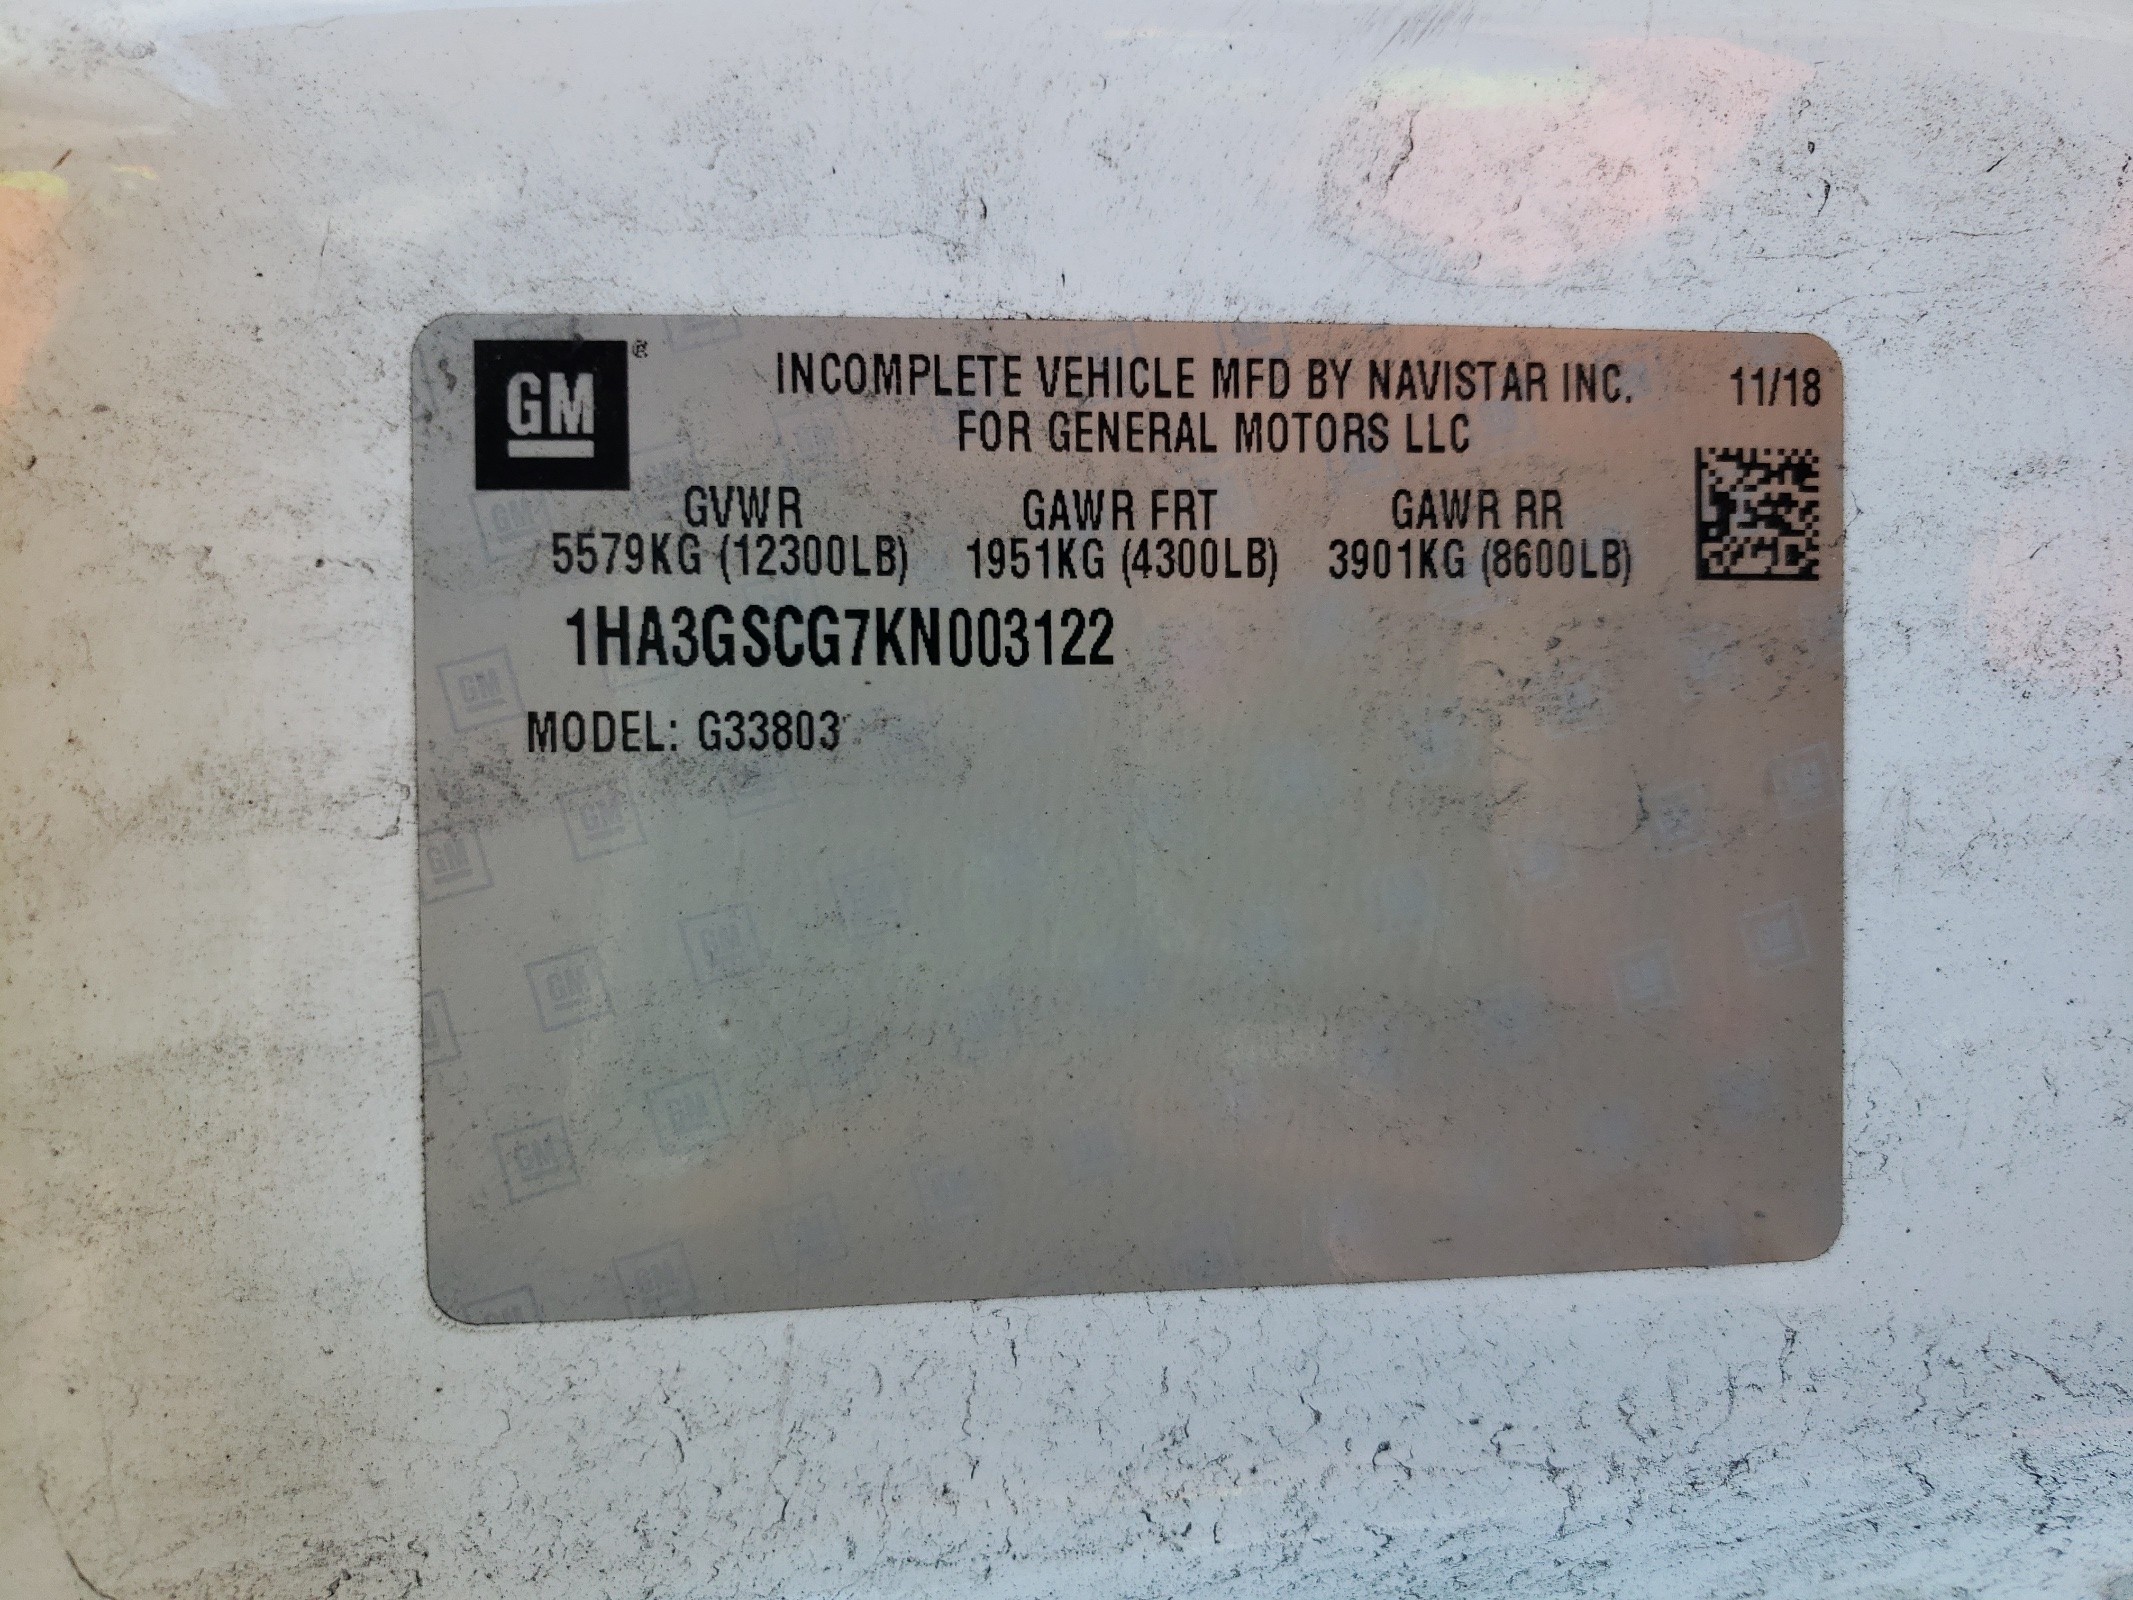 GM®
INCOMPLETE VEHICLE MFD BY NAVISTAR INC. 11/18
FOR GENERAL MOTORS LLC
GVWR GAWR FRT GAWR RR
5579KG (12300LB) 1951KG (4300LB) 3901KG (8600LB)
1HA3GSCG7KN003122
MODEL: G33803